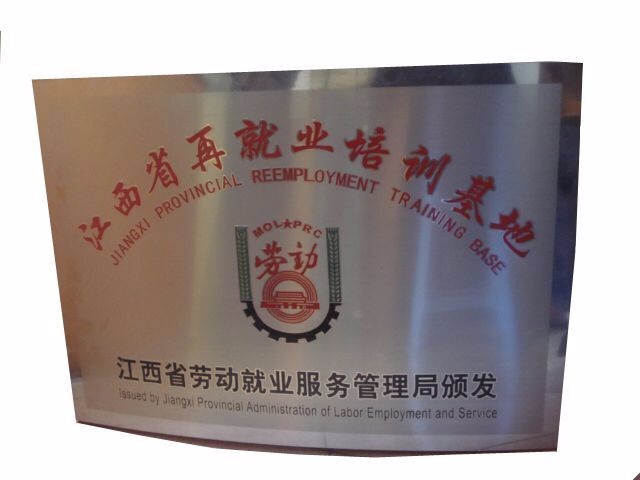 江西省再就业培训基地
JIANGXI PROVINCIAL REEMPLOYMENT TRAINING BASE
MOL★PRC
劳动
江西省劳动就业服务管理局颁发
Issued by Jiangxi Provincial Administration of Labor Employment and Service